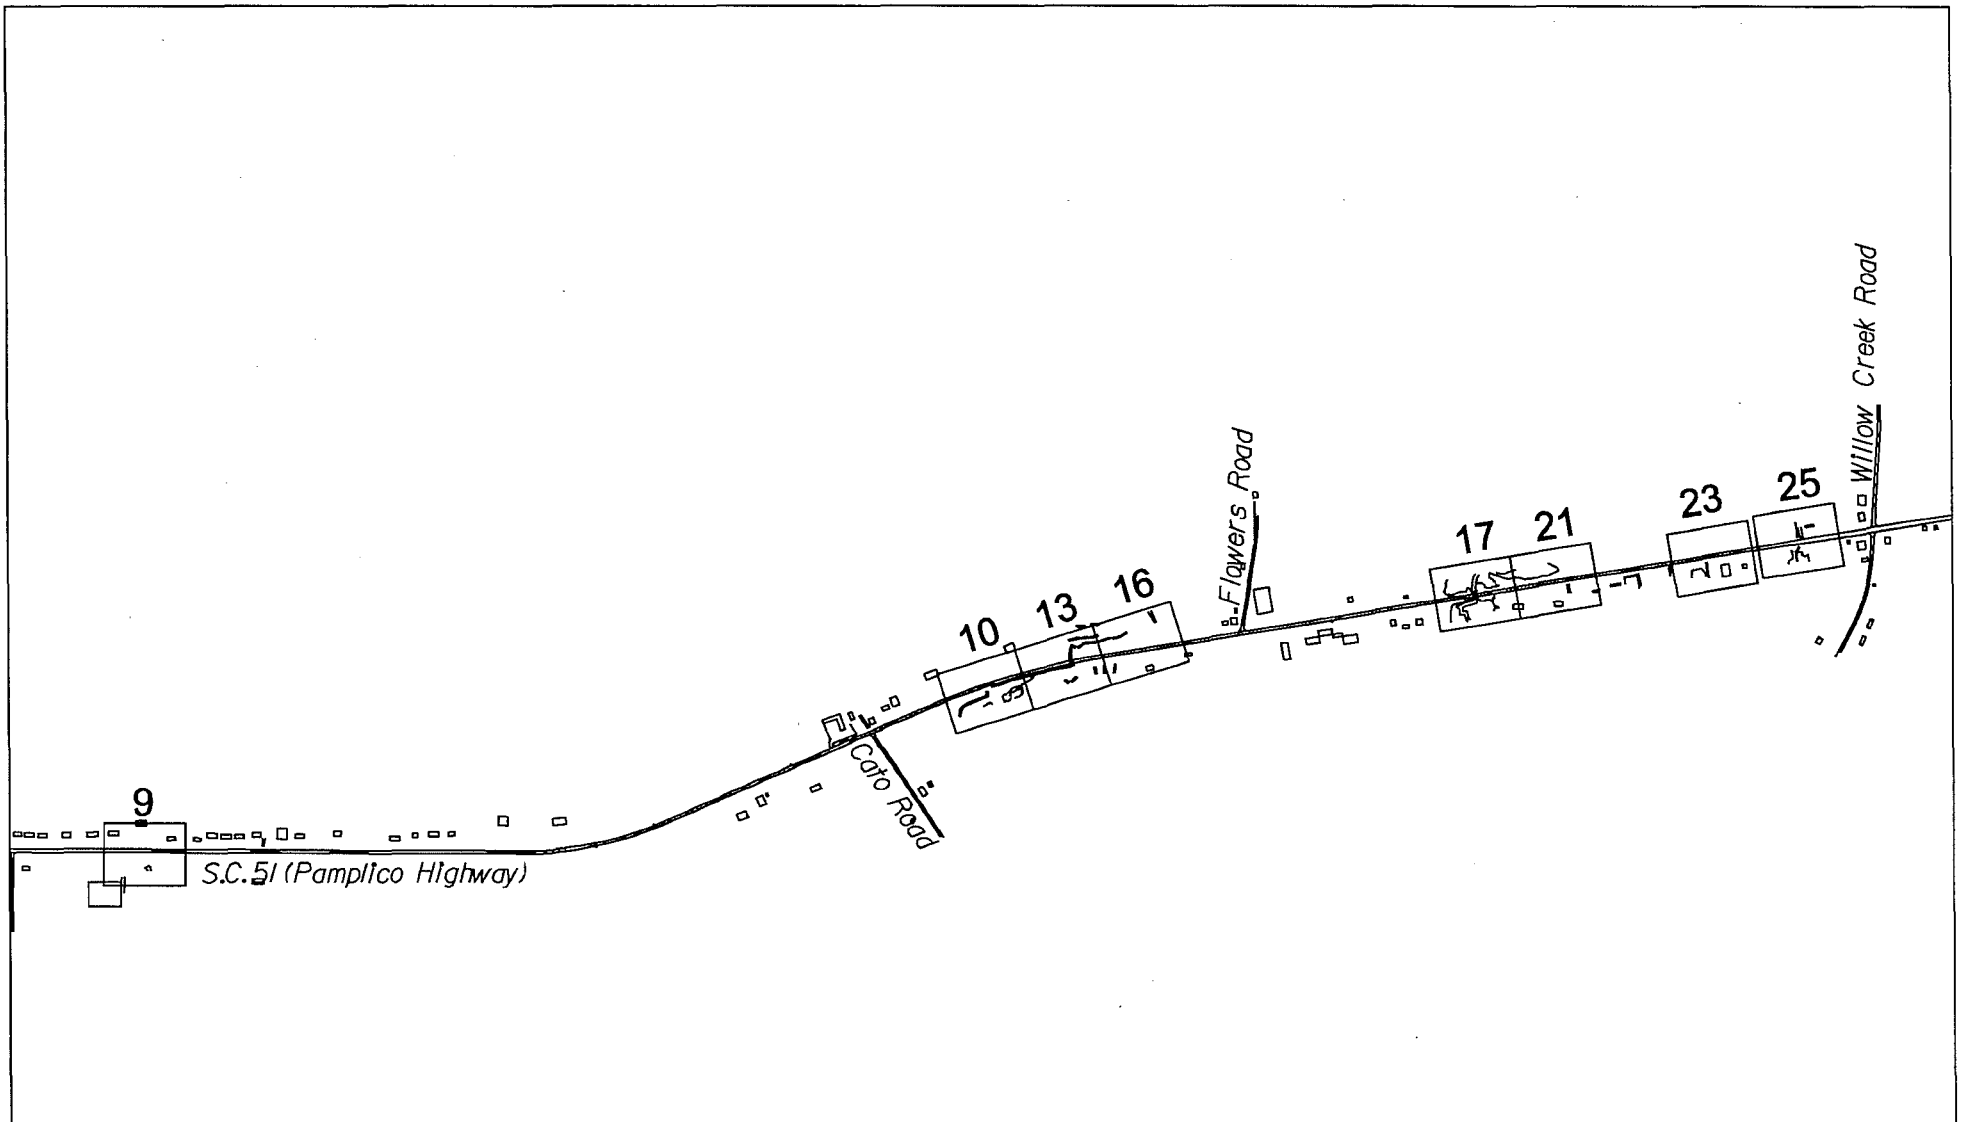 9
S.C. 51 (Pamplico Highway)
Cato Road
10
13
16
Flowers Road
17
21
23
25
Willow Creek Road